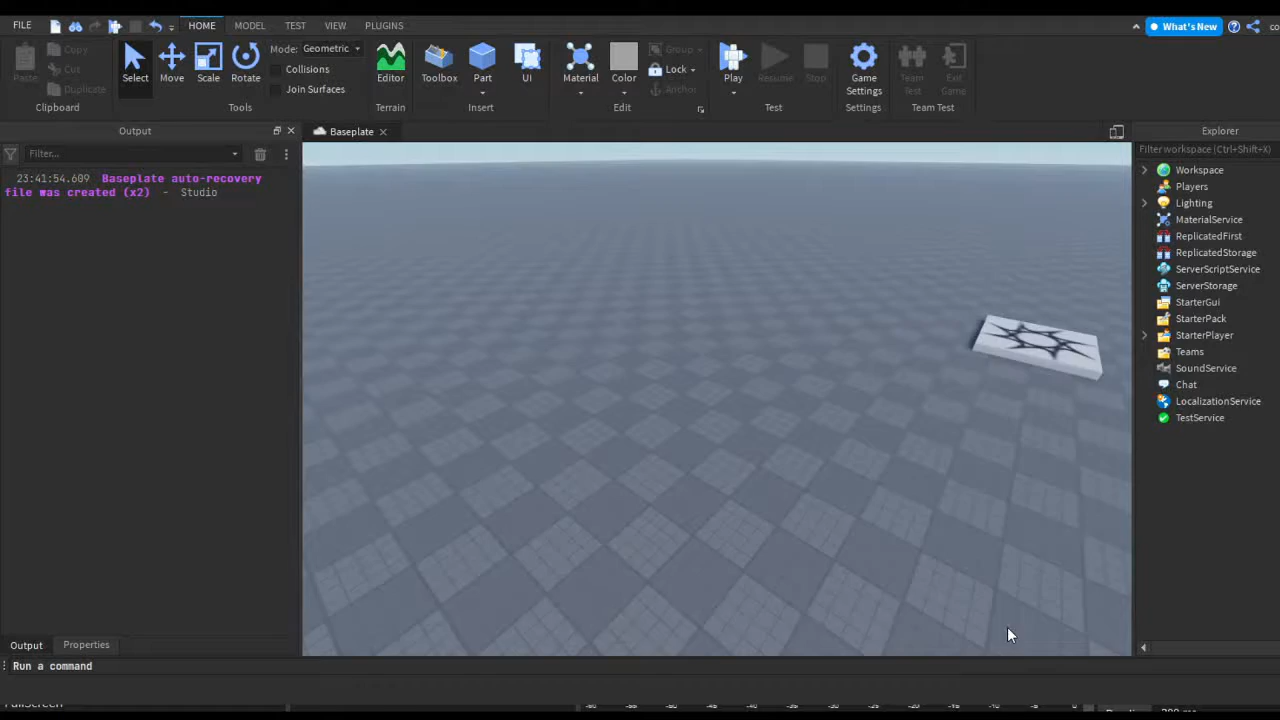 FILE HOME MODEL TEST VIEW PLUGINS What's New
Paste Copy Cut Duplicate Select Move Scale Rotate Mode: Geometric Collisions Join Surfaces Editor Toolbox Part UI Material Color Group Lock Anchor Play Resume Stop Game Settings Team Test Exit Game
Clipboard Tools Terrain Insert Edit Test Settings Team Test
Output
Baseplate
Explorer
Filter...
Filter workspace (Ctrl+Shift+X)
23:41:54.609 Baseplate auto-recovery
file was created (x2) - Studio
Workspace
Players
Lighting
MaterialService
ReplicatedFirst
ReplicatedStorage
ServerScriptService
ServerStorage
StarterGui
StarterPack
StarterPlayer
Teams
SoundService
Chat
LocalizationService
TestService
Output Properties
Run a command